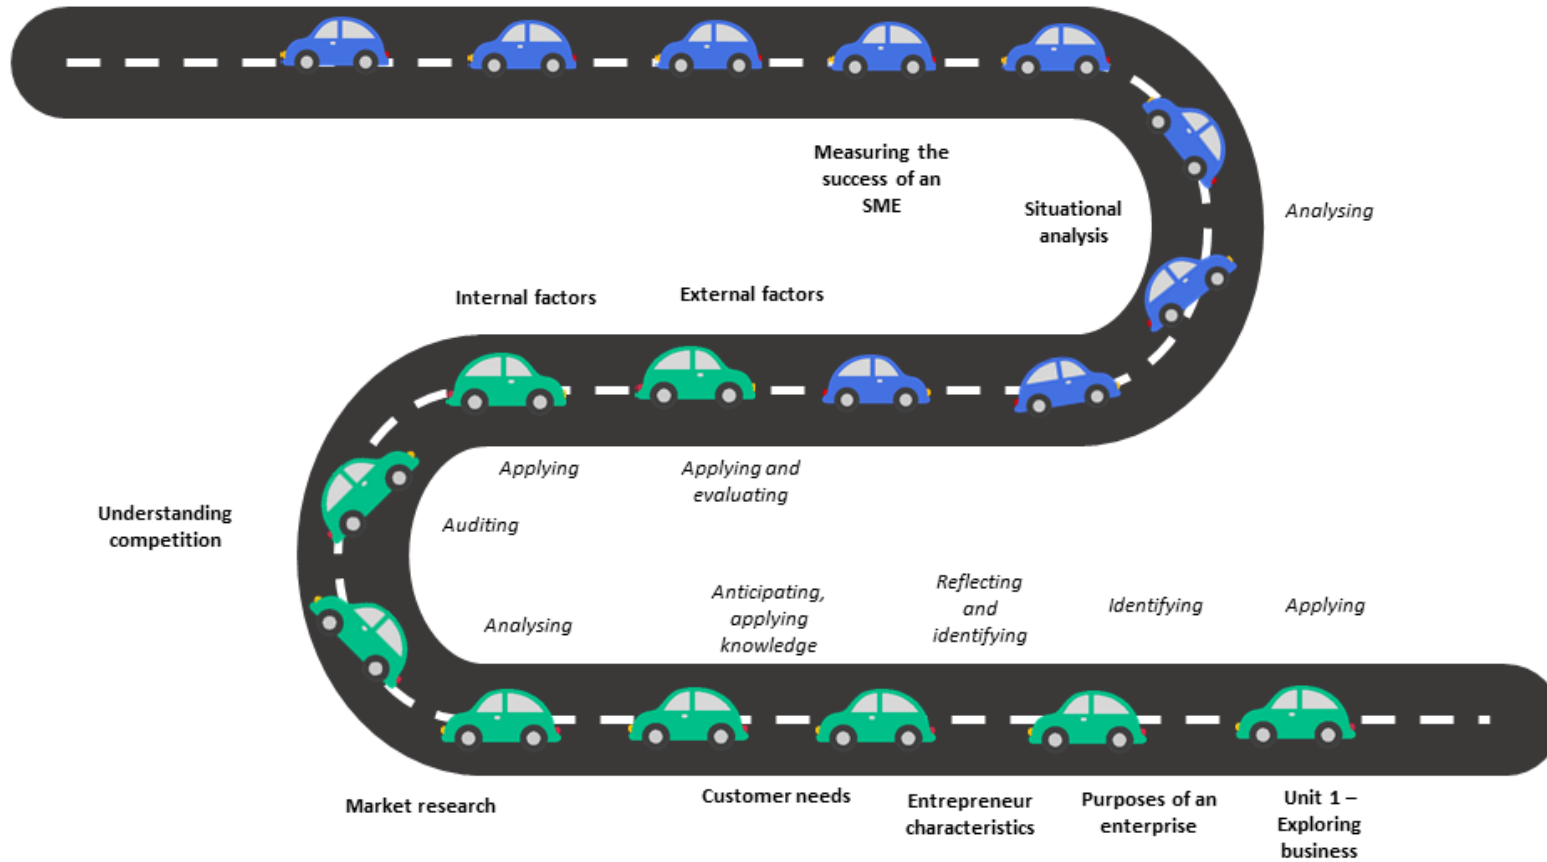 Measuring the
success of an
SME
Situational
analysis
Analysing
Internal factors
External factors
Applying
Applying and
evaluating
Understanding
competition
Auditing
Analysing
Anticipating,
applying
knowledge
Reflecting
and
identifying
Identifying
Applying
Market research
Customer needs
Entrepreneur
characteristics
Purposes of an
enterprise
Unit 1 –
Exploring
business